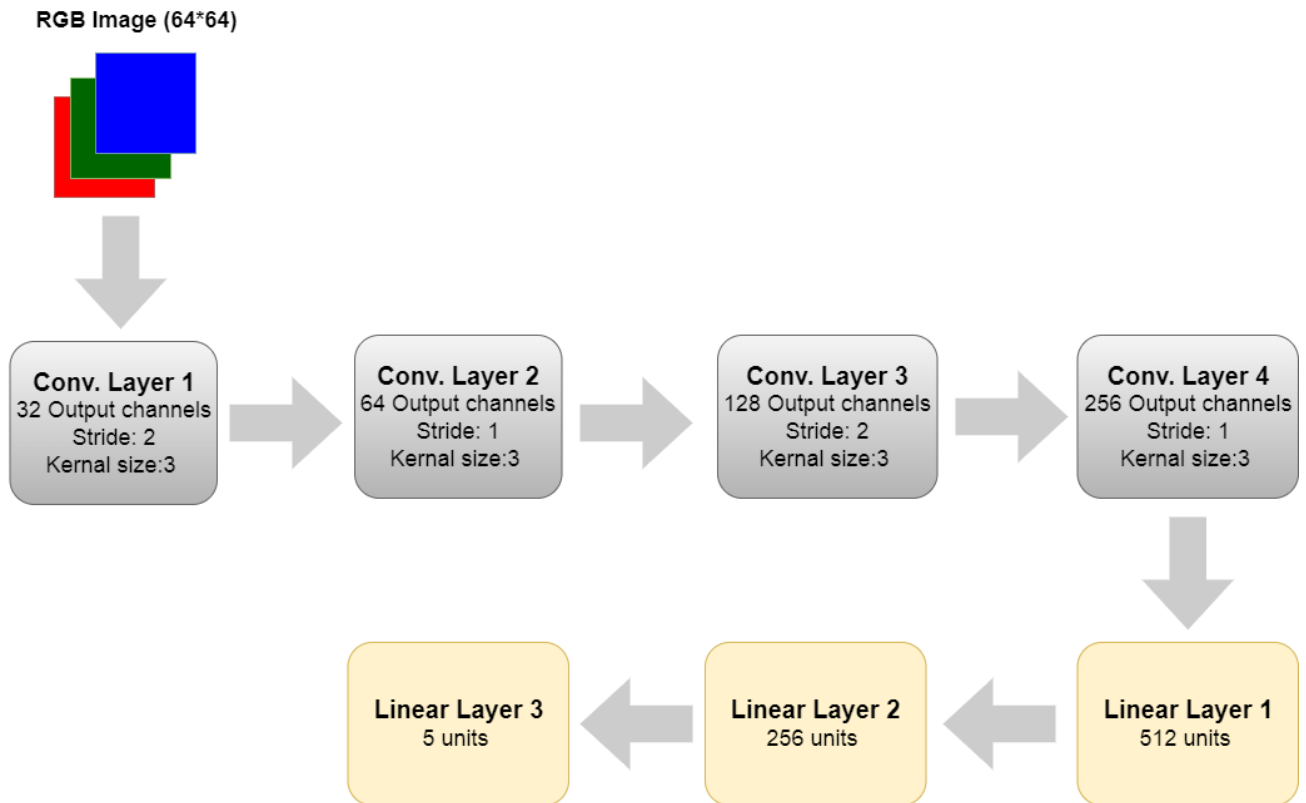 RGB Image (64*64)
Conv. Layer 1
32 Output channels
Stride: 2
Kernal size:3
Conv. Layer 2
64 Output channels
Stride: 1
Kernal size:3
Conv. Layer 3
128 Output channels
Stride: 2
Kernal size:3
Conv. Layer 4
256 Output channels
Stride: 1
Kernal size:3
Linear Layer 1
512 units
Linear Layer 2
256 units
Linear Layer 3
5 units